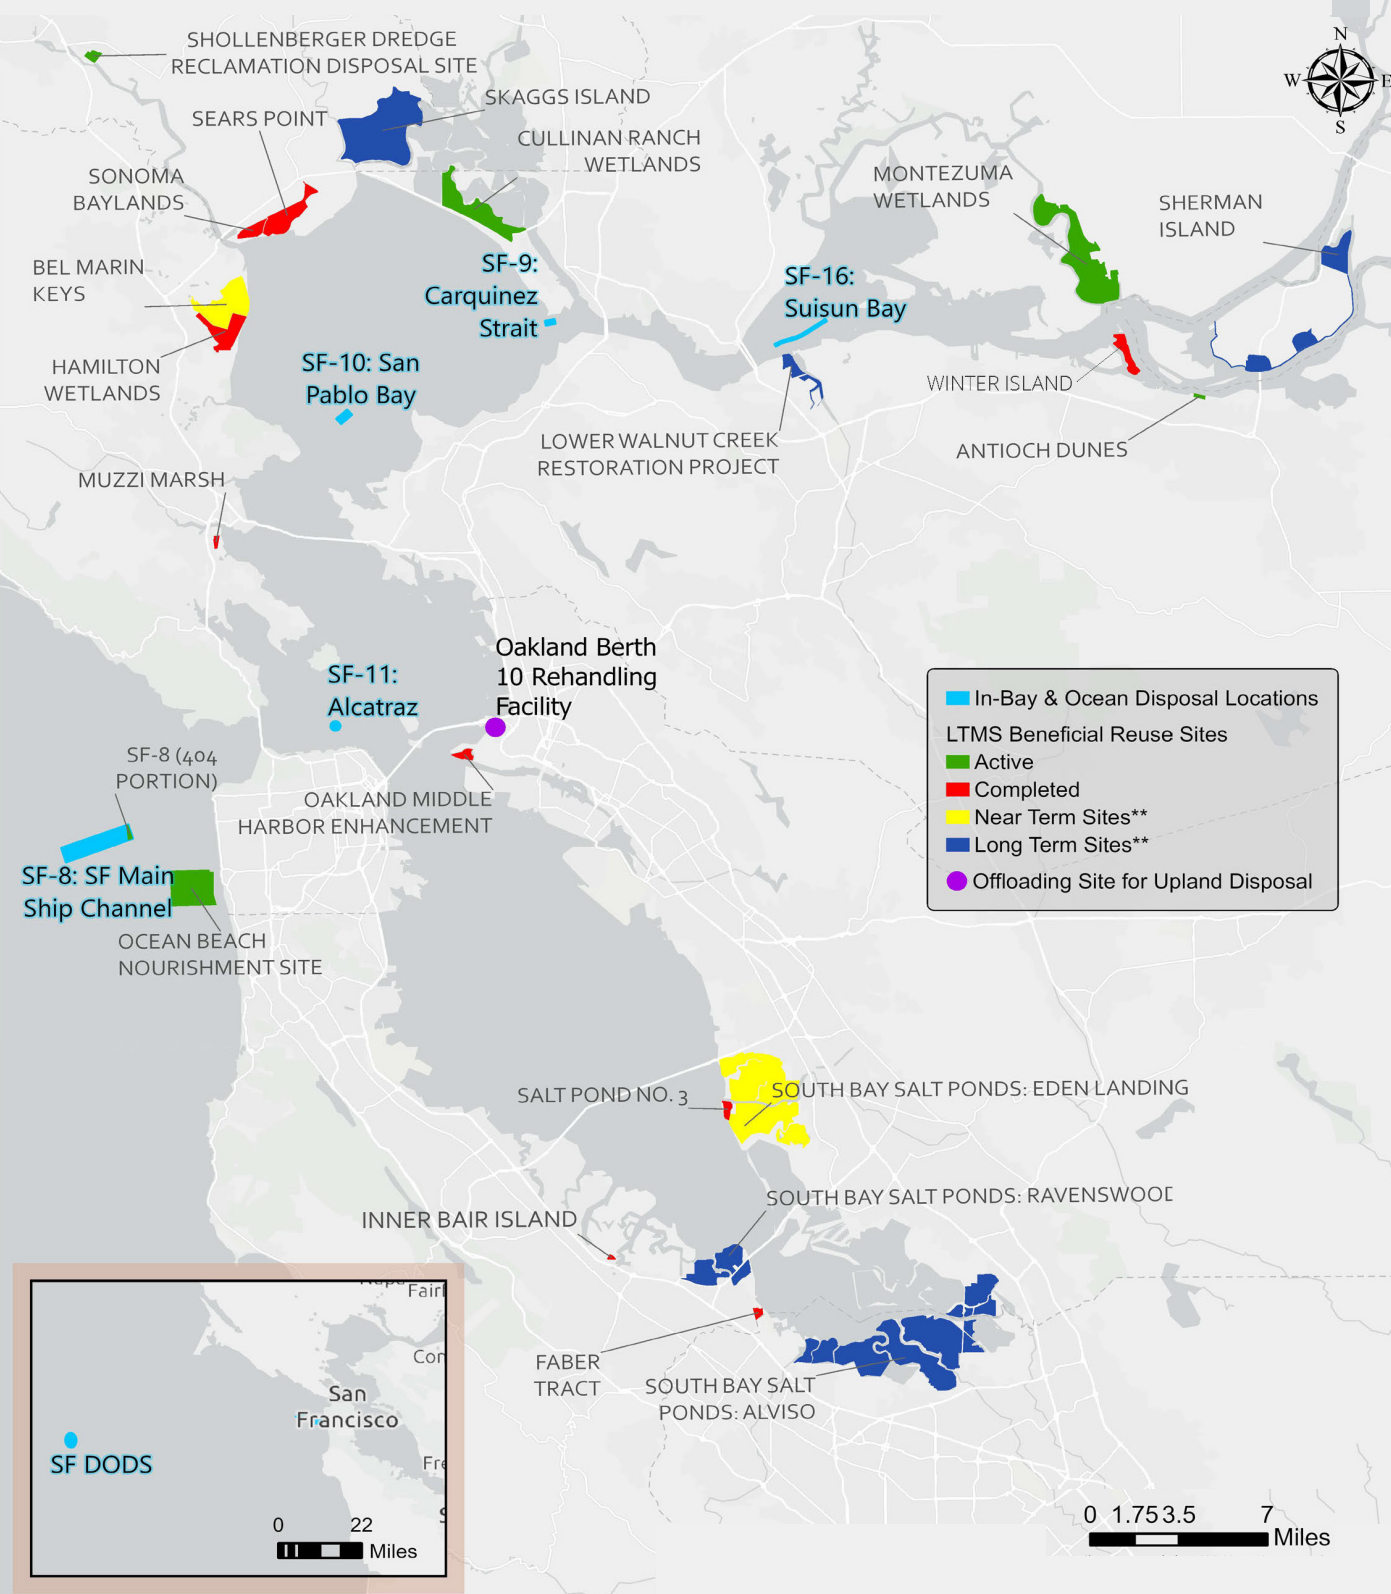 SHOLLENBERGER DREDGE
RECLAMATION DISPOSAL SITE
N
W
E
S
SKAGGS ISLAND
SEARS POINT
CULLINAN RANCH
WETLANDS
SONOMA
BAYLANDS
MONTEZUMA
WETLANDS
SHERMAN
ISLAND
BEL MARIN
KEYS
SF-9:
Carquinez
Strait
SF-16:
Suisun Bay
HAMILTON
WETLANDS
SF-10: San
Pablo Bay
WINTER ISLAND
LOWER WALNUT CREEK
RESTORATION PROJECT
ANTIOCH DUNES
MUZZI MARSH
Oakland Berth
10 Rehandling
Facility
SF-11:
Alcatraz
In-Bay & Ocean Disposal Locations
LTMS Beneficial Reuse Sites
Active
Completed
Near Term Sites**
Long Term Sites**
Offloading Site for Upland Disposal
SF-8 (404
PORTION)
OAKLAND MIDDLE
HARBOR ENHANCEMENT
SF-8: SF Main
Ship Channel
OCEAN BEACH
NOURISHMENT SITE
SALT POND NO. 3
SOUTH BAY SALT PONDS: EDEN LANDING
SOUTH BAY SALT PONDS: RAVENSWOOD
INNER BAIR ISLAND
FABER
TRACT
SOUTH BAY SALT
PONDS: ALVISO
Napa
Fairf
Con
San
Francisco
Fre
S
SF DODS
0 22
Miles
0 1.75 3.5 7
Miles